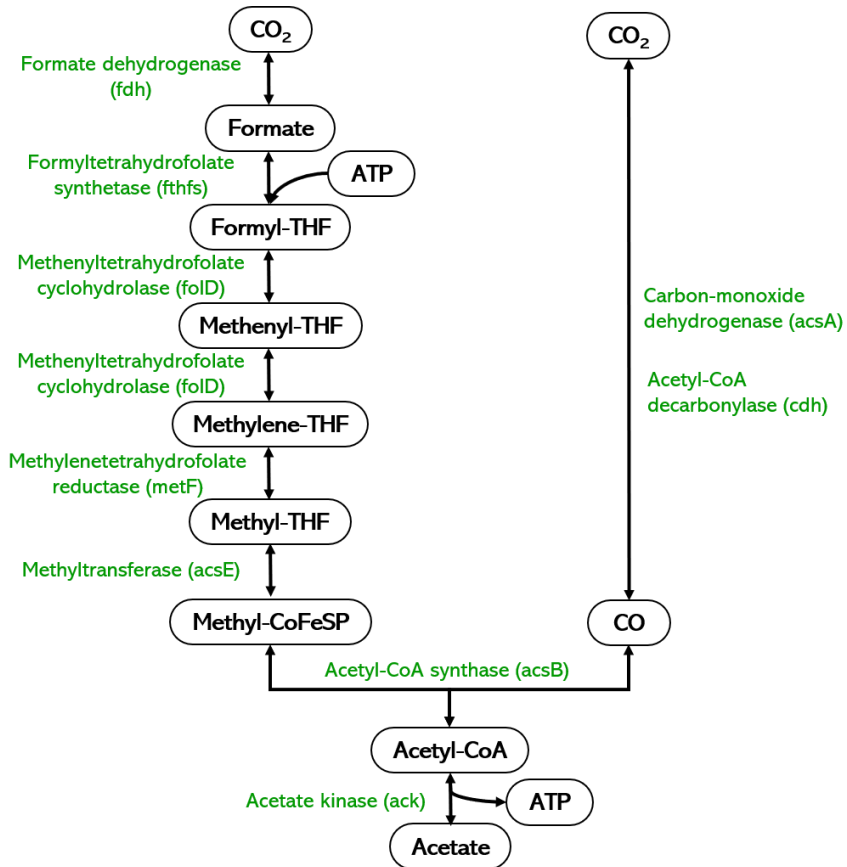 CO₂
CO₂
Formate dehydrogenase
(fdh)
Formate
Formyltetrahydrofolate
synthetase (fthfs)
ATP
Formyl-THF
Methenyltetrahydrofolate
cyclohydrolase (folD)
Methenyl-THF
Carbon-monoxide
dehydrogenase (acsA)
Methenyltetrahydrofolate
cyclohydrolase (folD)
Acetyl-CoA
decarbonylase (cdh)
Methylene-THF
Methylenetetrahydrofolate
reductase (metF)
Methyl-THF
Methyltransferase (acsE)
Methyl-CoFeSP
CO
Acetyl-CoA synthase (acsB)
Acetyl-CoA
Acetate kinase (ack)
ATP
Acetate